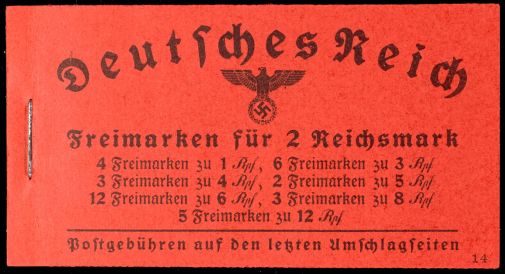 Deutſches Reich
Freimarken für 2 Reichsmark
4 Freimarken zu 1 Rpf, 6 Freimarken zu 3 Rpf
3 Freimarken zu 4 Rpf, 2 Freimarken zu 5 Rpf
12 Freimarken zu 6 Rpf, 3 Freimarken zu 8 Rpf
5 Freimarken zu 12 Rpf
Poſtgebühren auf den letzten Umſchlagſeiten
14